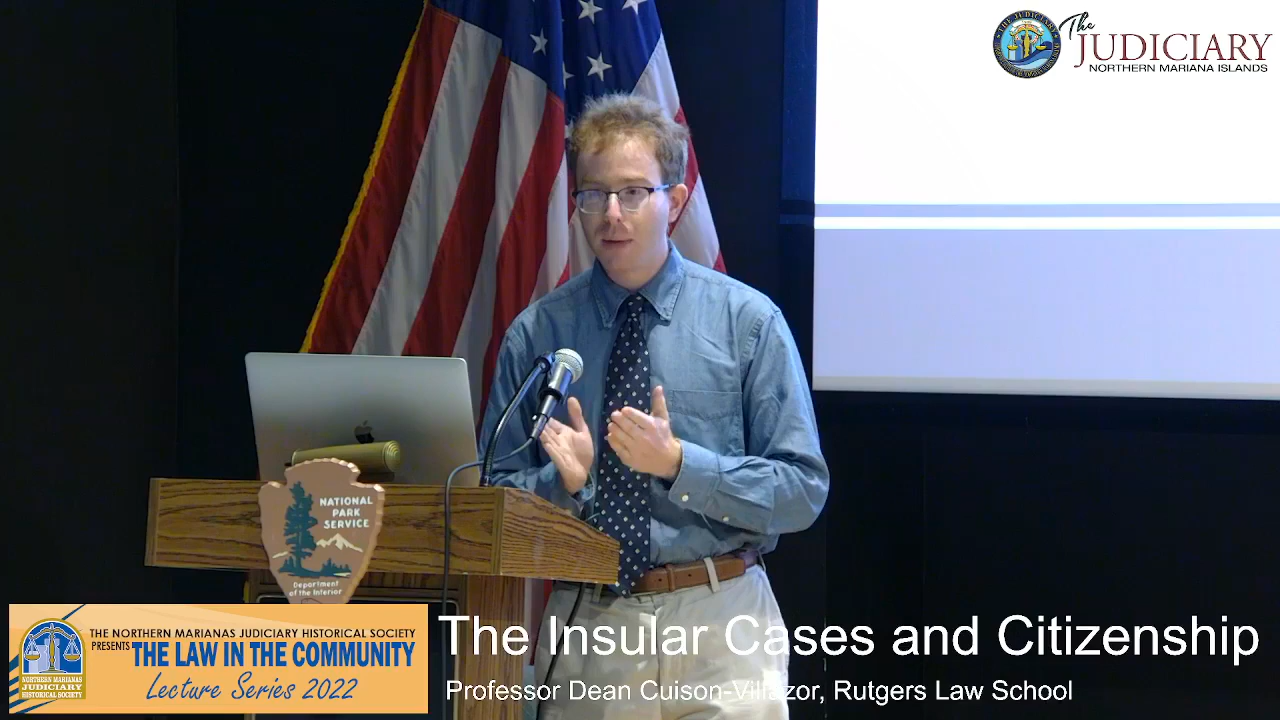 The
JUDICIARY
NORTHERN MARIANA ISLANDS
NATIONAL
PARK
SERVICE
Department
of the Interior
THE NORTHERN MARIANAS JUDICIARY HISTORICAL SOCIETY
PRESENTS THE LAW IN THE COMMUNITY
Lecture Series 2022
NORTHERN MARIANAS
JUDICIARY
HISTORICAL SOCIETY
The Insular Cases and Citizenship
Professor Dean Cuison-Villazor, Rutgers Law School